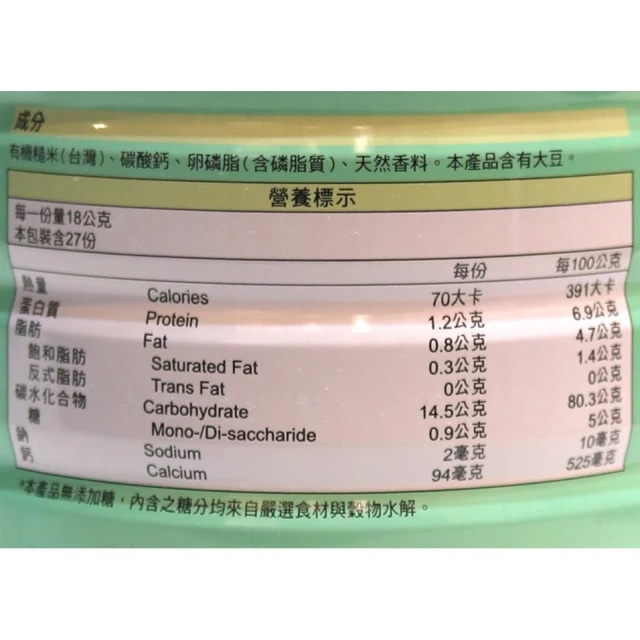 成分
有機糙米(台灣)、碳酸鈣、卵磷脂(含磷脂質)、天然香料。本產品含有大豆。
營養標示
每一份量18公克
本包裝含27份
每份 每100公克
熱量 Calories 70大卡 391大卡
蛋白質 Protein 1.2公克 6.9公克
脂肪 Fat 0.8公克 4.7公克
飽和脂肪 Saturated Fat 0.3公克 1.4公克
反式脂肪 Trans Fat 0公克 0公克
碳水化合物 Carbohydrate 14.5公克 80.3公克
糖 Mono-/Di-saccharide 0.9公克 5公克
鈉 Sodium 2毫克 10毫克
鈣 Calcium 94毫克 525毫克
*本產品無添加糖，內含之糖分均來自嚴選食材與穀物水解。